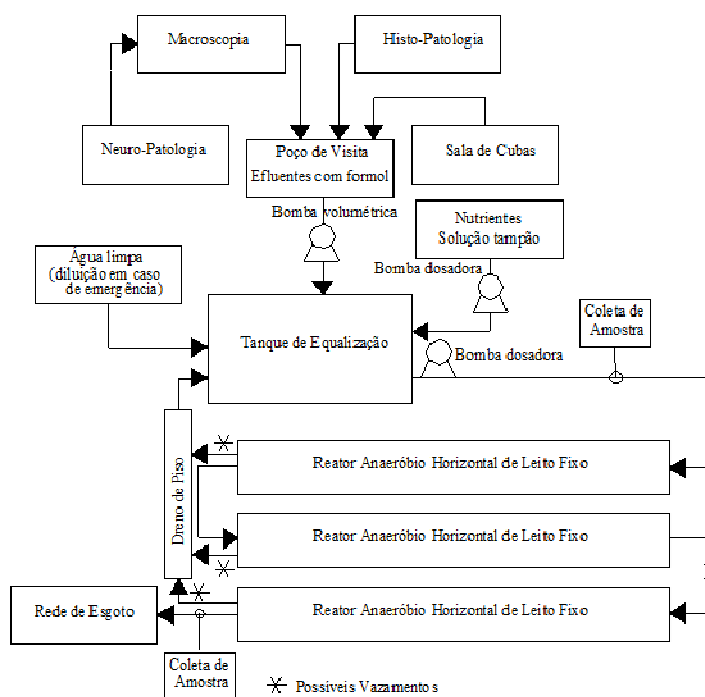 Macroscopia
Histo-Patologia
Neuro-Patologia
Poço de Visita
Efluentes com formol
Sala de Cubas
Bomba volumétrica
Nutrientes
Solução tampão
Água limpa
(diluição em caso
de emergência)
Bomba dosadora
Coleta de
Amostra
Tanque de Equalização
Bomba dosadora
Dreno de Piso
Reator Anaeróbio Horizontal de Leito Fixo
Reator Anaeróbio Horizontal de Leito Fixo
Reator Anaeróbio Horizontal de Leito Fixo
Rede de Esgoto
Coleta de
Amostra
Possíveis Vazamentos